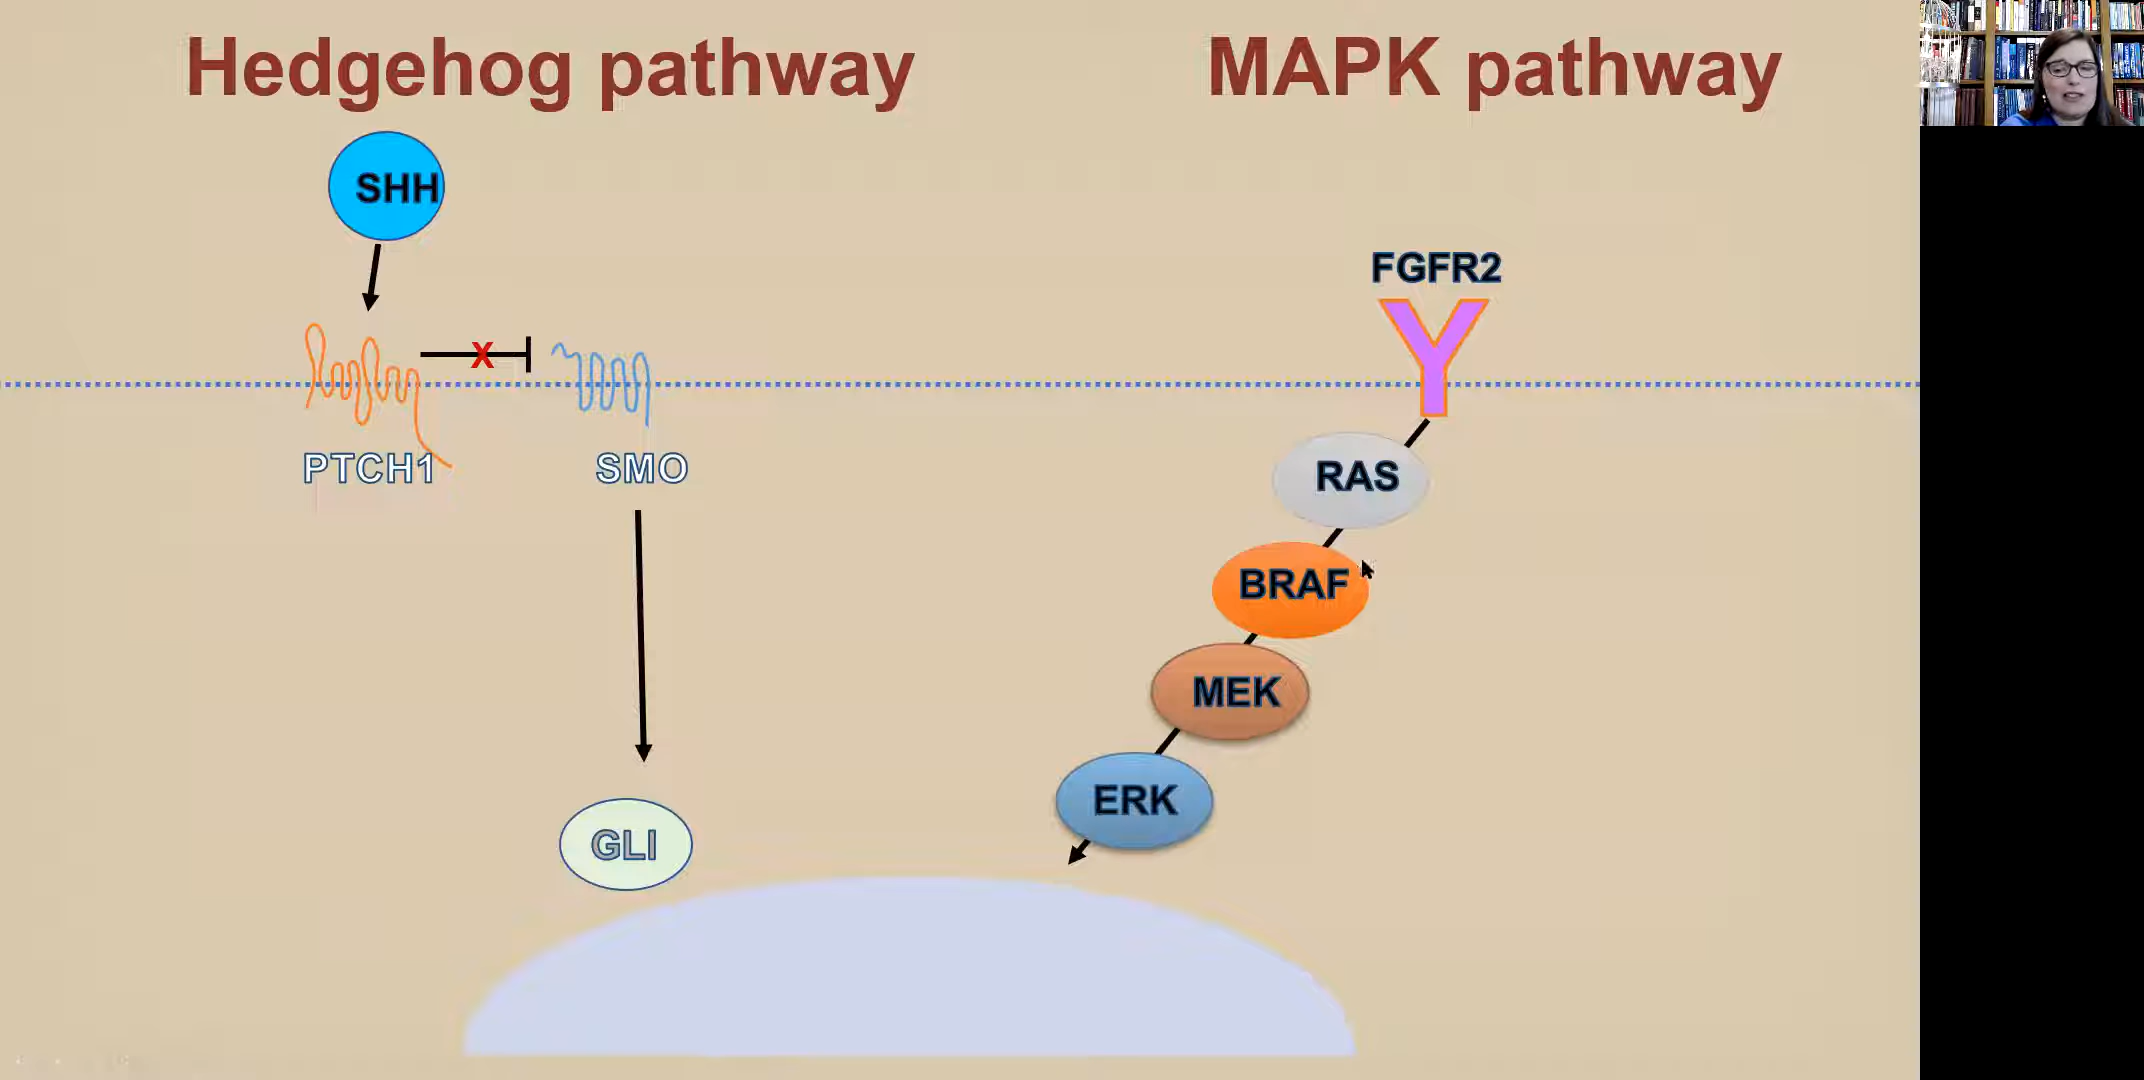 Hedgehog pathway
MAPK pathway
SHH
FGFR2
X
PTCH1
SMO
RAS
BRAF
MEK
ERK
GLI